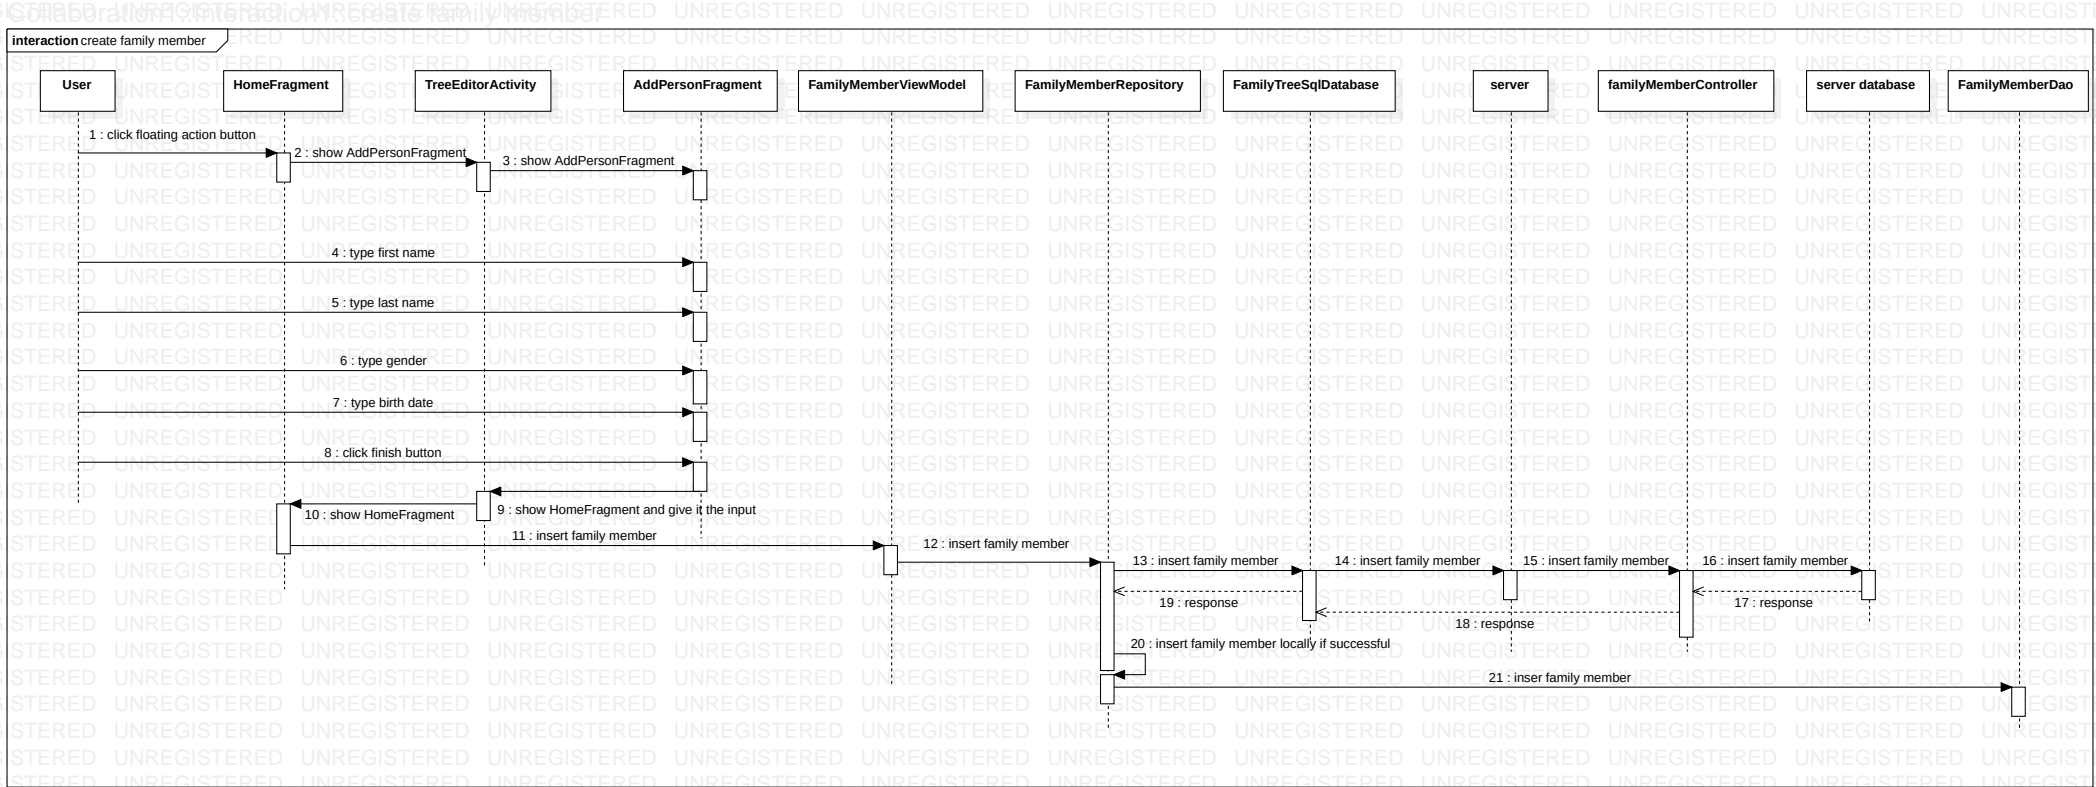 Collaboration1::Interaction1::create family member
interaction create family member
User
HomeFragment
TreeEditorActivity
AddPersonFragment
FamilyMemberViewModel
FamilyMemberRepository
FamilyTreeSqlDatabase
server
familyMemberController
server database
FamilyMemberDao
1 : click floating action button
2 : show AddPersonFragment
3 : show AddPersonFragment
4 : type first name
5 : type last name
6 : type gender
7 : type birth date
8 : click finish button
9 : show HomeFragment and give it the input
10 : show HomeFragment
11 : insert family member
12 : insert family member
13 : insert family member
14 : insert family member
15 : insert family member
16 : insert family member
17 : response
18 : response
19 : response
20 : insert family member locally if successful
21 : inser family member
UNREGISTERED